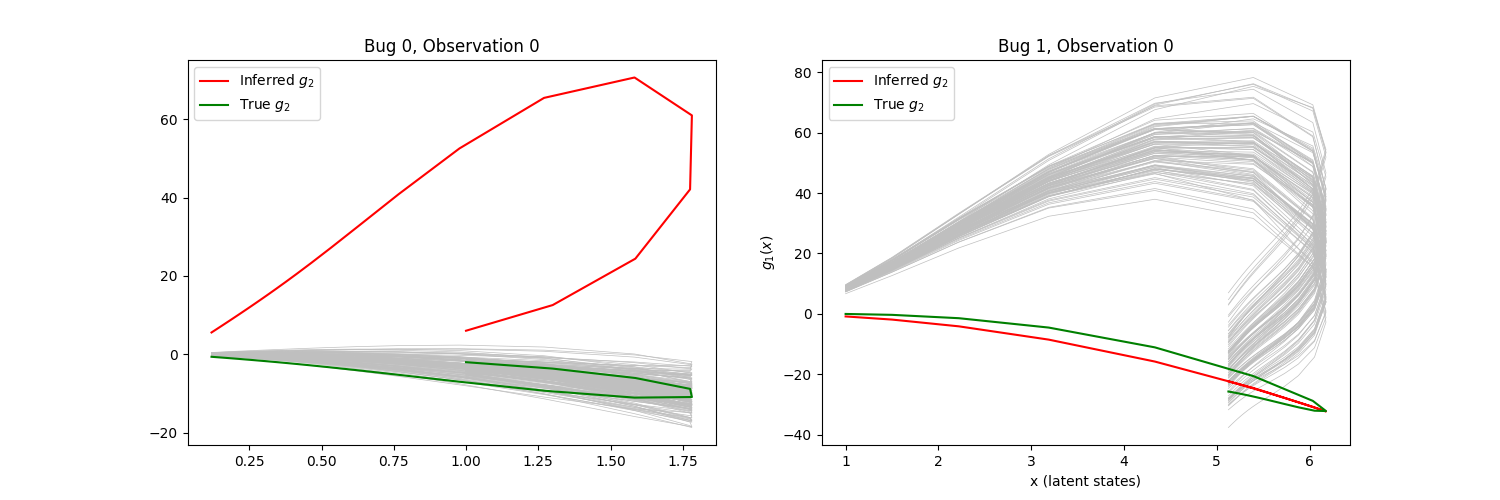 Bug 0, Observation 0
Inferred g₂
True g₂
60
40
20
0
−20
0.25 0.50 0.75 1.00 1.25 1.50 1.75
Bug 1, Observation 0
Inferred g₂
True g₂
80
60
40
20
0
−20
−40
g₁(x)
1 2 3 4 5 6
x (latent states)